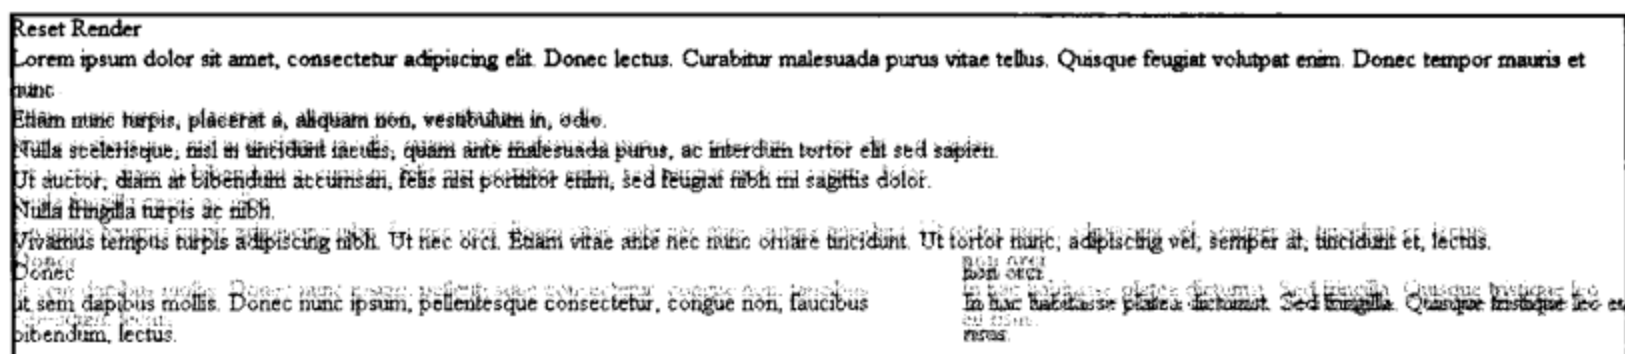 Reset Render
Lorem ipsum dolor sit amet, consectetur adipiscing elit. Donec lectus. Curabitur malesuada purus vitae tellus. Quisque feugiat volutpat enim. Donec tempor mauris et
nunc
Etiam nunc turpis, placerat a, aliquam non, vestibulum in, odio.
Nulla scelerisque, nisl in tincidunt iaculis, quam ante malesuada purus, ac interdum tortor elit sed sapien.
Ut auctor, diam at bibendum accumsan, felis nisi porttitor enim, sed feugiat nibh mi sagittis dolor.
Nulla fringilla turpis ac nibh.
Vivamus tempus turpis adipiscing nibh. Ut nec orci. Etiam vitae ante nec nunc ornare tincidunt. Ut tortor nunc, adipiscing vel, semper at, tincidunt et, lectus.
Donec
ut sem dapibus mollis. Donec nunc ipsum, pellentesque consectetur, congue non, faucibus
bibendum, lectus.
non orci
In hac habitasse platea dictumst. Sed fringilla. Quisque tristique leo eu
risus.